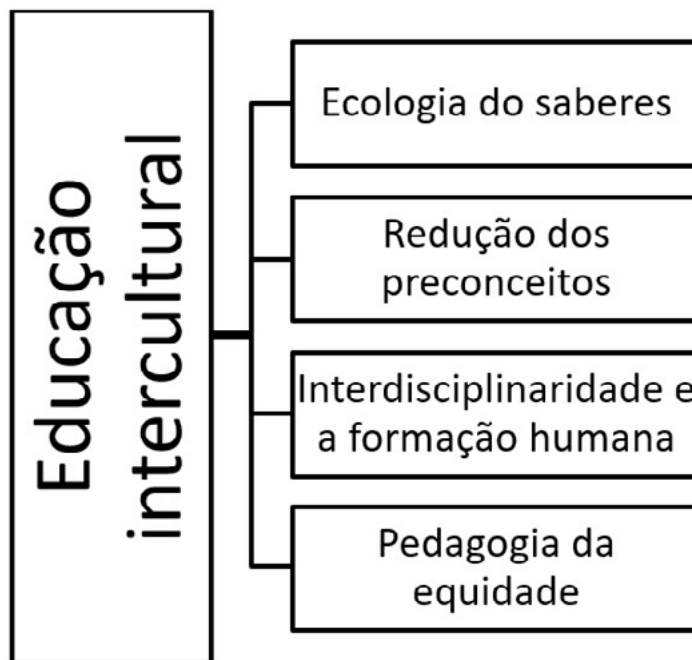 Educação
intercultural
Ecologia do saberes
Redução dos
preconceitos
Interdisciplinaridade e
a formação humana
Pedagogia da
equidade